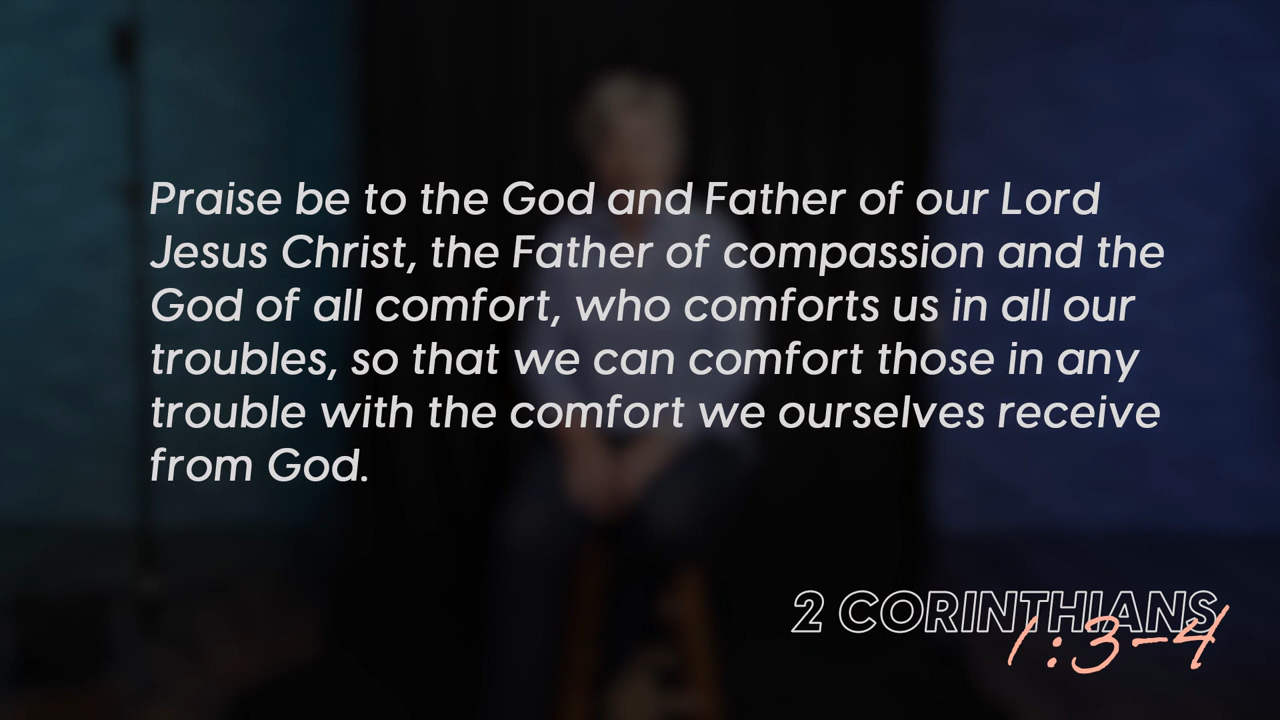 Praise be to the God and Father of our Lord
Jesus Christ, the Father of compassion and the
God of all comfort, who comforts us in all our
troubles, so that we can comfort those in any
trouble with the comfort we ourselves receive
from God.
2 CORINTHIANS
1:3-4